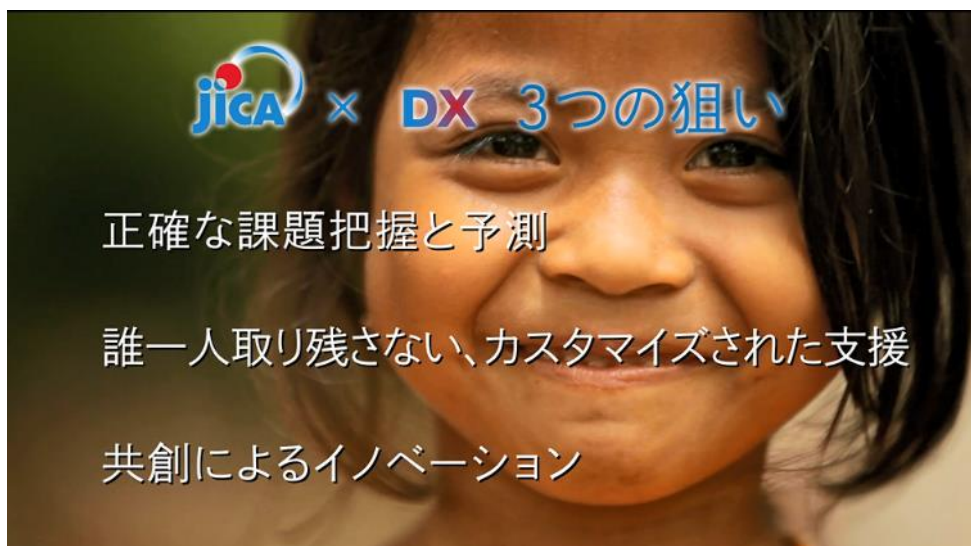 jica × DX 3つの狙い
正確な課題把握と予測
誰一人取り残さない、カスタマイズされた支援
共創によるイノベーション